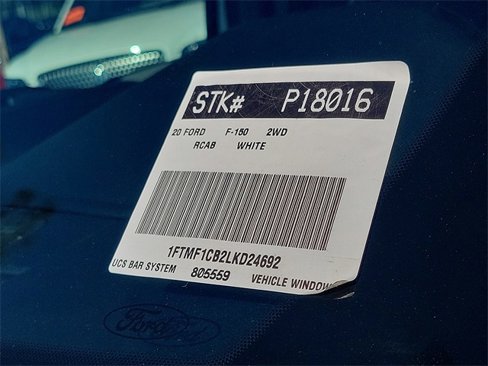 STK# P18016
20 FORD F-150 2WD
RCAB WHITE
1FTMF1CB2LKD24692
UCS BAR SYSTEM 805559 VEHICLE WINDOW
Ford